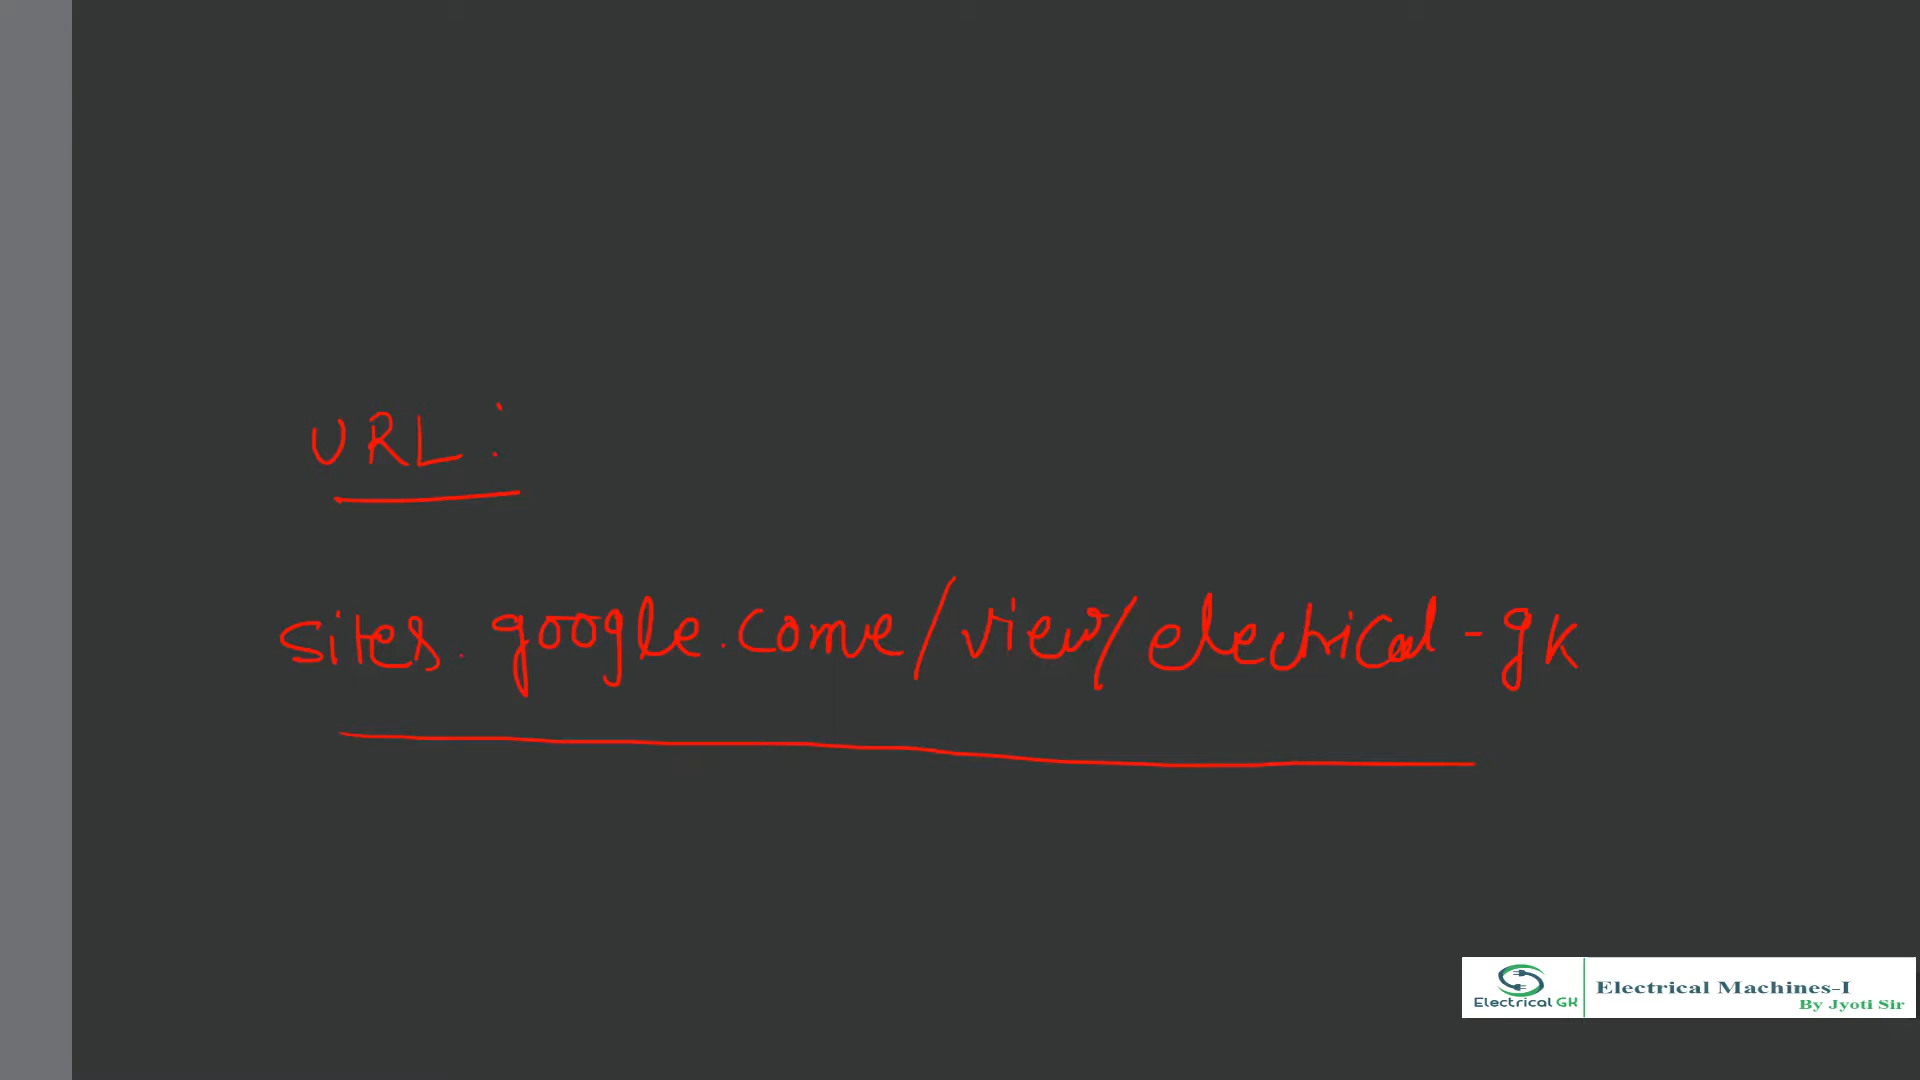 URL:
sites.google.come/view/electrical-gk
Electrical GK
Electrical Machines-I
By Jyoti Sir